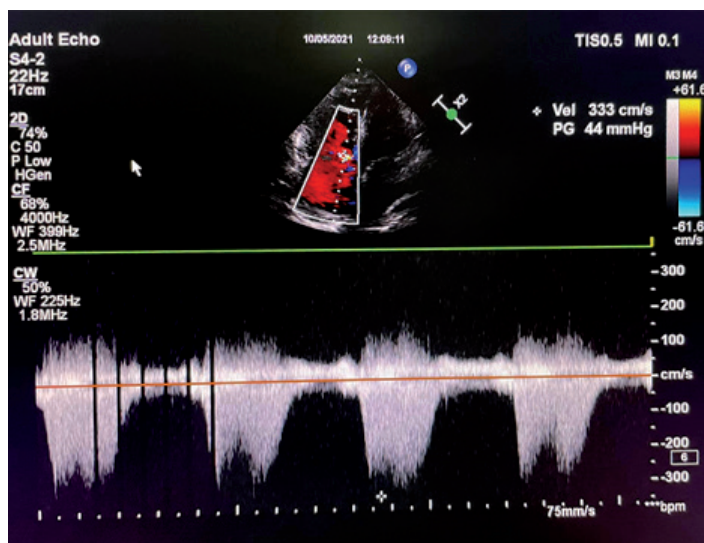 Adult Echo
10/05/2021 12:09:11
TIS0.5 MI 0.1
S4-2
22Hz
17cm
2D
74%
C 50
P Low
HGen
CF
68%
4000Hz
WF 399Hz
2.5MHz
CW
50%
WF 225Hz
1.8MHz
P
x2
Vel 333 cm/s
PG 44 mmHg
M3 M4
+61.6
-61.6
cm/s
-300
-200
-100
cm/s
-100
-200
6
-300
75mm/s
bpm